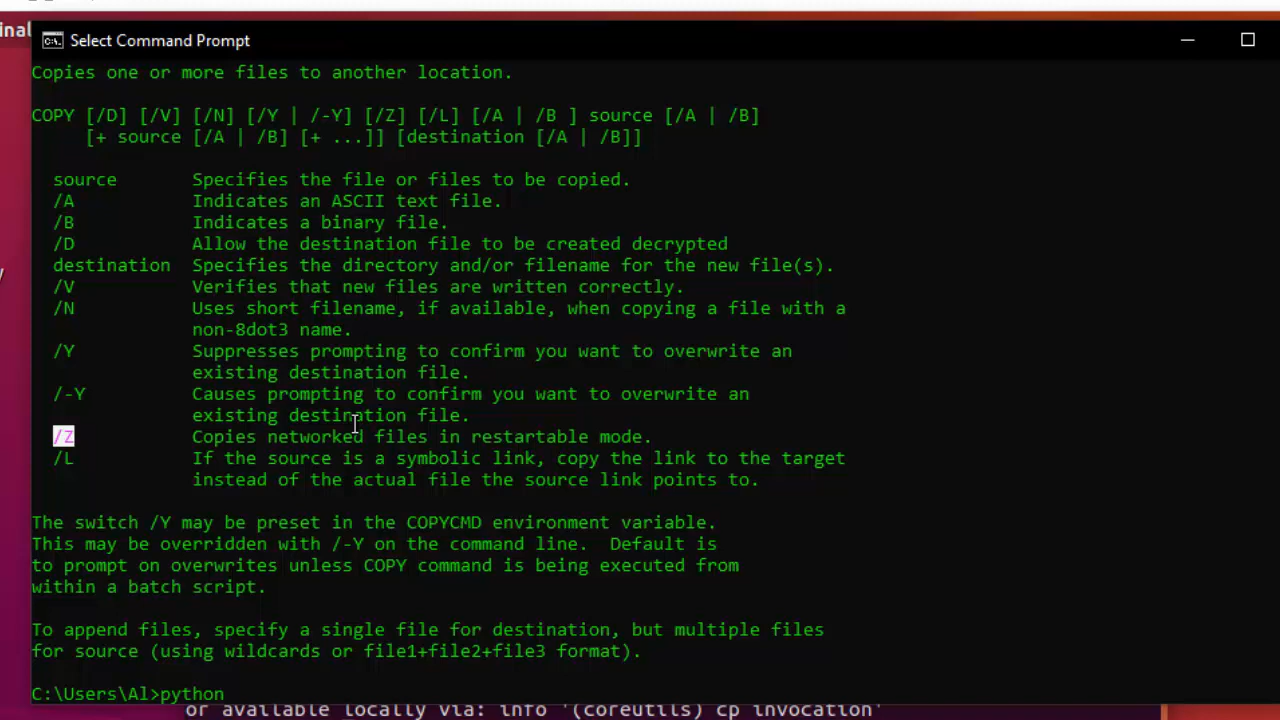 inal
Select Command Prompt
Copies one or more files to another location.
COPY [/D] [/V] [/N] [/Y | /-Y] [/Z] [/L] [/A | /B ] source [/A | /B]
[+ source [/A | /B] [+ ...]] [destination [/A | /B]]
source Specifies the file or files to be copied.
/A Indicates an ASCII text file.
/B Indicates a binary file.
/D Allow the destination file to be created decrypted
destination Specifies the directory and/or filename for the new file(s).
/V Verifies that new files are written correctly.
/N Uses short filename, if available, when copying a file with a
non-8dot3 name.
/Y Suppresses prompting to confirm you want to overwrite an
existing destination file.
/-Y Causes prompting to confirm you want to overwrite an
existing destination file.
/Z Copies networked files in restartable mode.
/L If the source is a symbolic link, copy the link to the target
instead of the actual file the source link points to.
The switch /Y may be preset in the COPYCMD environment variable.
This may be overridden with /-Y on the command line.  Default is
to prompt on overwrites unless COPY command is being executed from
within a batch script.
To append files, specify a single file for destination, but multiple files
for source (using wildcards or file1+file2+file3 format).
C:\Users\Al>python
or available locally via: info '(coreutils) cp invocation'